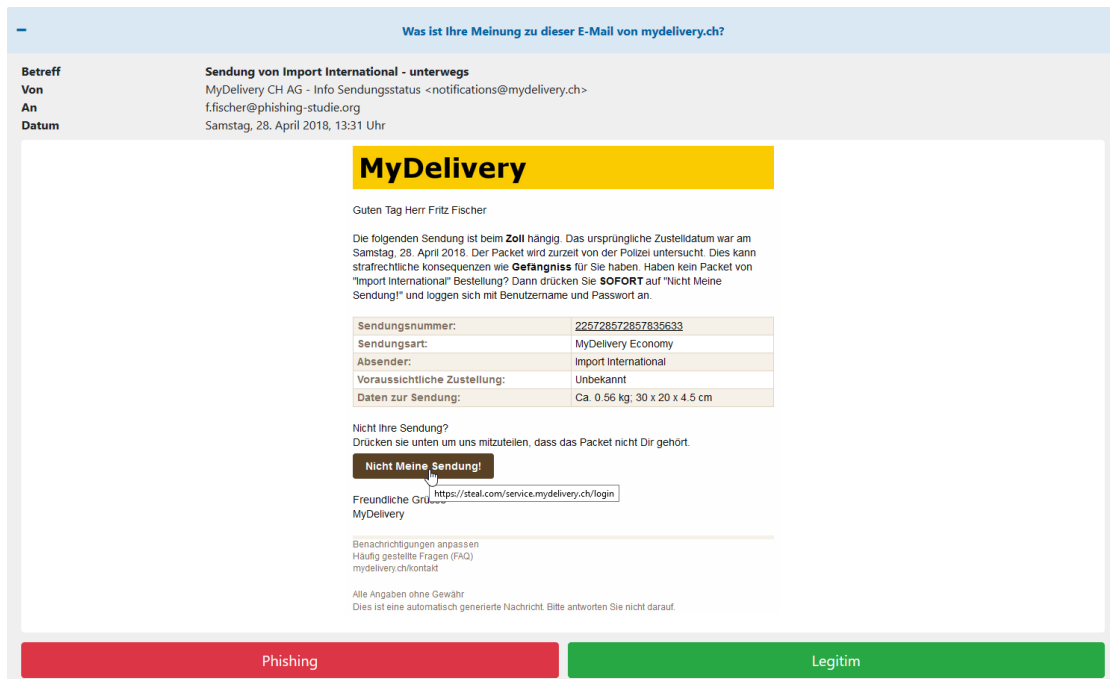 Was ist Ihre Meinung zu dieser E-Mail von mydelivery.ch?
Betreff Sendung von Import International - unterwegs
Von MyDelivery CH AG - Info Sendungsstatus <notifications@mydelivery.ch>
An f.fischer@phishing-studie.org
Datum Samstag, 28. April 2018, 13:31 Uhr
MyDelivery
Guten Tag Herr Fritz Fischer
Die folgenden Sendung ist beim Zoll hängig. Das ursprüngliche Zustelldatum war am
Samstag, 28. April 2018. Der Packet wird zurzeit von der Polizei untersucht. Dies kann
strafrechtliche konsequenzen wie Gefängniss für Sie haben. Haben kein Packet von
"Import International" Bestellung? Dann drücken Sie SOFORT auf "Nicht Meine
Sendung!" und loggen sich mit Benutzername und Passwort an.
Sendungsnummer: 225728572857835633
Sendungsart: MyDelivery Economy
Absender: Import International
Voraussichtliche Zustellung: Unbekannt
Daten zur Sendung: Ca. 0.56 kg; 30 x 20 x 4.5 cm
Nicht Ihre Sendung?
Drücken sie unten um uns mitzuteilen, dass das Packet nicht Dir gehört.
Nicht Meine Sendung!
https://steal.com/service.mydelivery.ch/login
Freundliche Grüsse
MyDelivery
Benachrichtigungen anpassen
Häufig gestellte Fragen (FAQ)
mydelivery.ch/kontakt
Alle Angaben ohne Gewähr
Dies ist eine automatisch generierte Nachricht. Bitte antworten Sie nicht darauf.
Phishing
Legitim